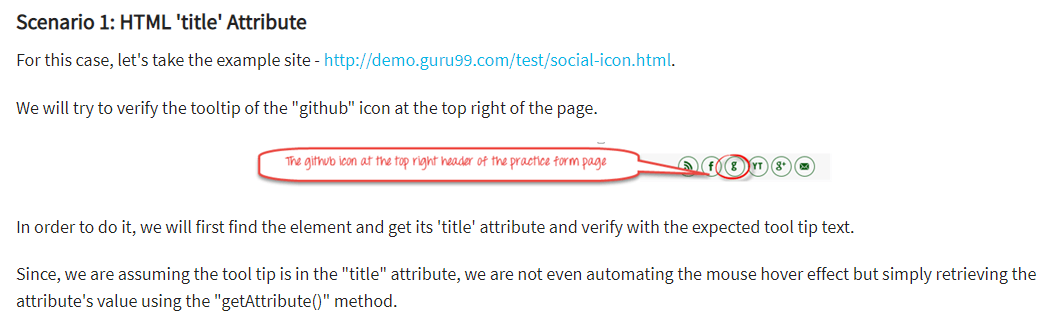 Scenario 1: HTML 'title' Attribute
For this case, let's take the example site - http://demo.guru99.com/test/social-icon.html.
We will try to verify the tooltip of the "github" icon at the top right of the page.
The github icon at the top right header of the practice form page
f g YT g+
In order to do it, we will first find the element and get its 'title' attribute and verify with the expected tool tip text.
Since, we are assuming the tool tip is in the "title" attribute, we are not even automating the mouse hover effect but simply retrieving the
attribute's value using the "getAttribute()" method.